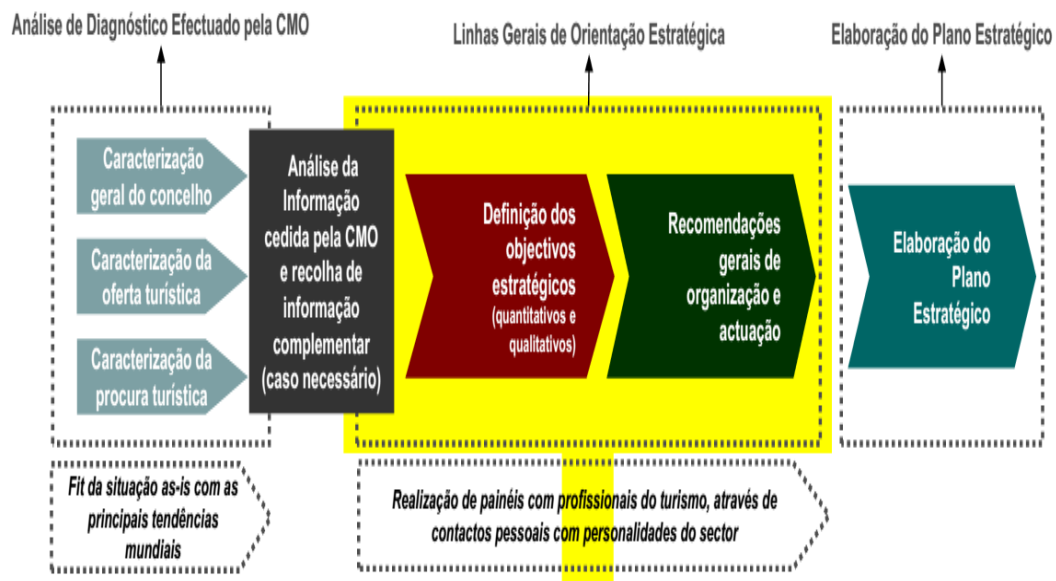 Análise de Diagnóstico Efectuado pela CMO
Linhas Gerais de Orientação Estratégica
Elaboração do Plano Estratégico
Caracterização
geral do concelho
Caracterização da
oferta turística
Caracterização da
procura turística
Análise da
Informação
cedida pela CMO
e recolha de
informação
complementar
(caso necessário)
Definição dos
objectivos
estratégicos
(quantitativos e
qualitativos)
Recomendações
gerais de
organização e
actuação
Elaboração do
Plano
Estratégico
Fit da situação as-is com as
principais tendências
mundiais
Realização de painéis com profissionais do turismo, através de
contactos pessoais com personalidades do sector